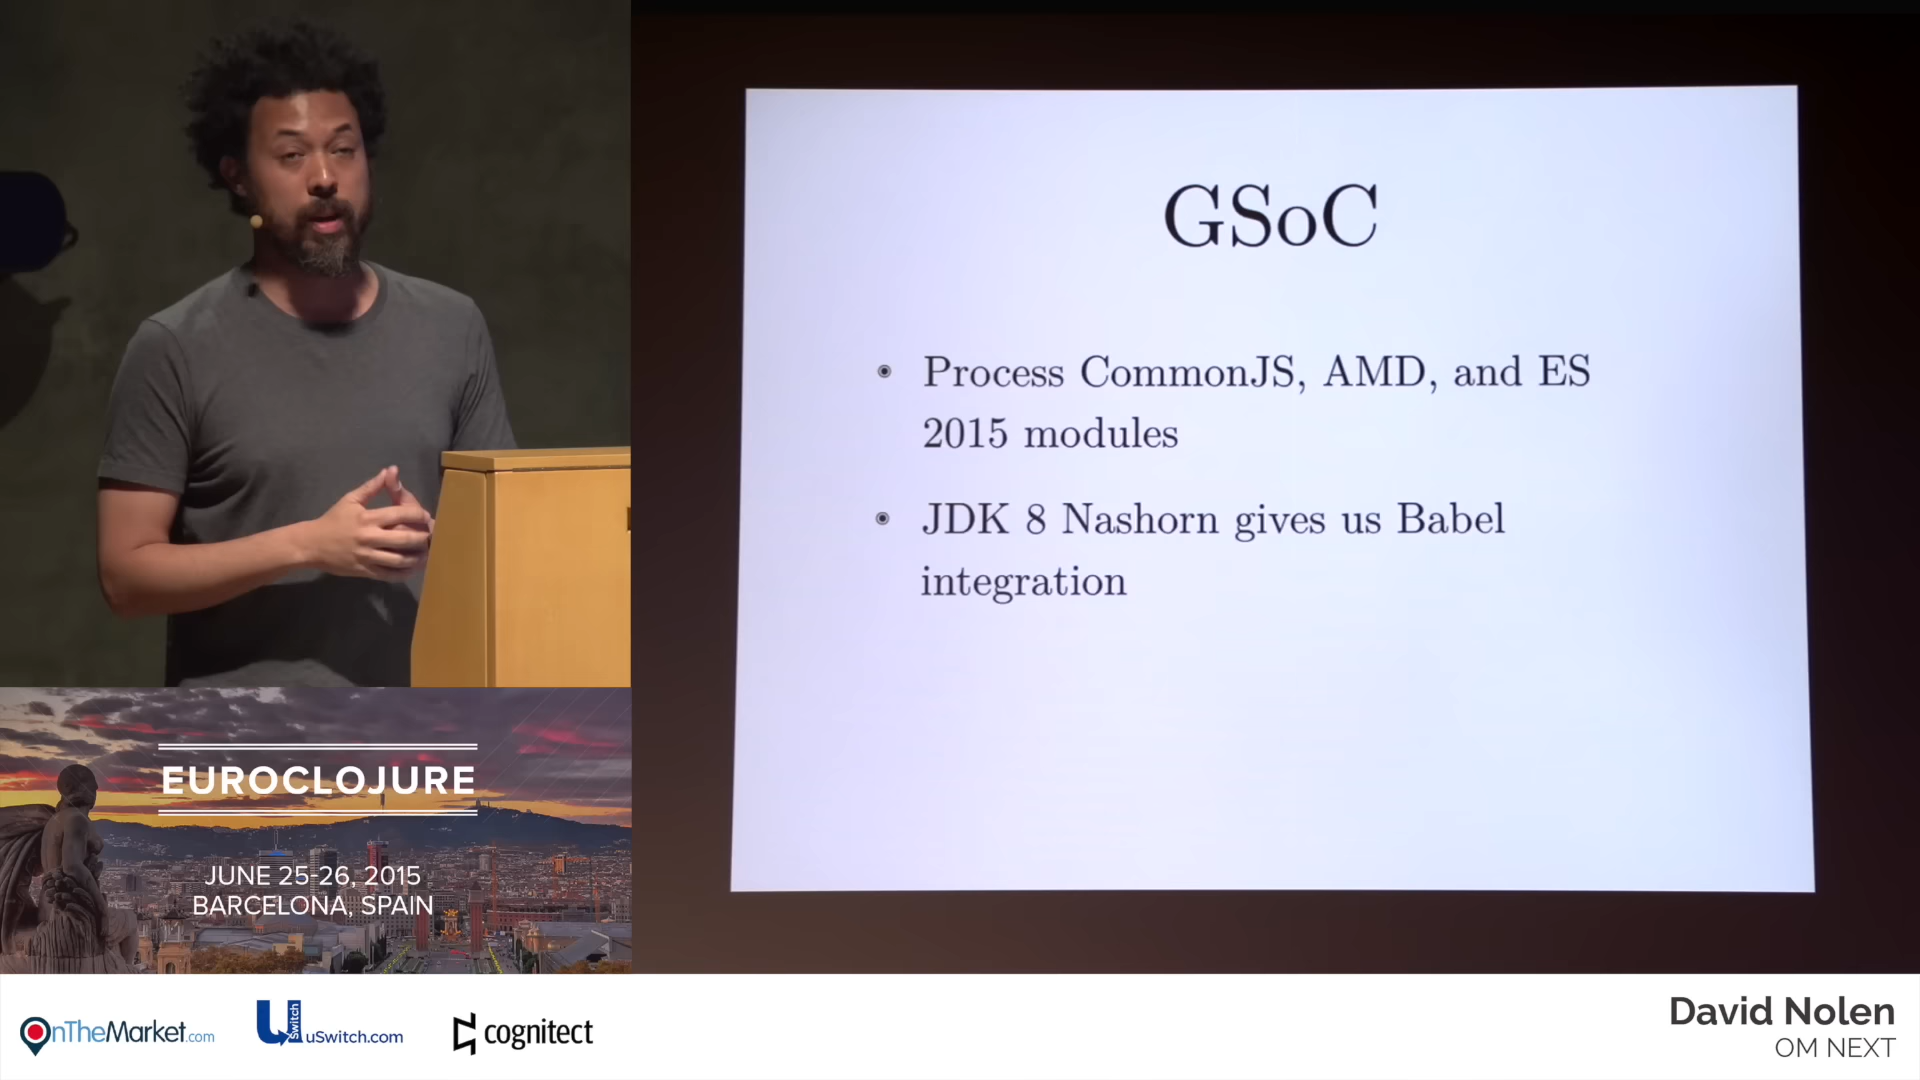 GSoC
Process CommonJS, AMD, and ES
2015 modules
JDK 8 Nashorn gives us Babel
integration
EUROCLOJURE
JUNE 25-26, 2015
BARCELONA, SPAIN
OnTheMarket.com
uSwitch
uSwitch.com
cognitect
David Nolen
OM NEXT